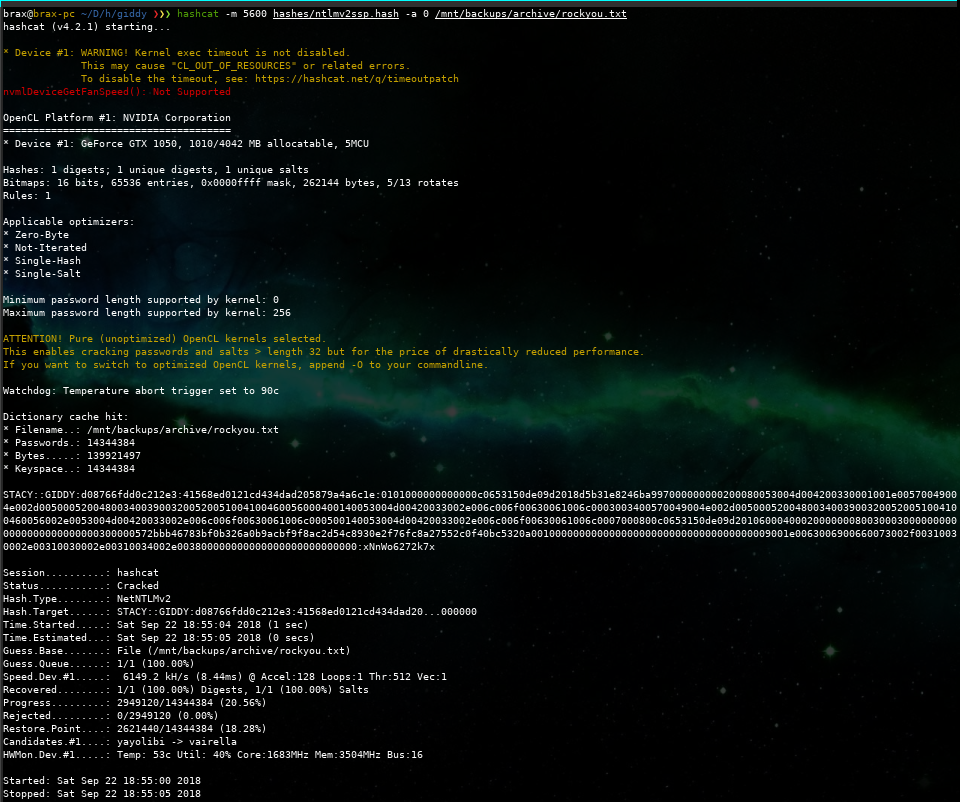 brax@brax-pc ~/D/h/giddy ❯❯❯ hashcat -m 5600 hashes/ntlmv2ssp.hash -a 0 /mnt/backups/archive/rockyou.txt
hashcat (v4.2.1) starting...
* Device #1: WARNING! Kernel exec timeout is not disabled.
This may cause "CL_OUT_OF_RESOURCES" or related errors.
To disable the timeout, see: https://hashcat.net/q/timeoutpatch
nvmlDeviceGetFanSpeed(): Not Supported
OpenCL Platform #1: NVIDIA Corporation
======================================
* Device #1: GeForce GTX 1050, 1010/4042 MB allocatable, 5MCU
Hashes: 1 digests; 1 unique digests, 1 unique salts
Bitmaps: 16 bits, 65536 entries, 0x0000ffff mask, 262144 bytes, 5/13 rotates
Rules: 1
Applicable optimizers:
* Zero-Byte
* Not-Iterated
* Single-Hash
* Single-Salt
Minimum password length supported by kernel: 0
Maximum password length supported by kernel: 256
ATTENTION! Pure (unoptimized) OpenCL kernels selected.
This enables cracking passwords and salts > length 32 but for the price of drastically reduced performance.
If you want to switch to optimized OpenCL kernels, append -O to your commandline.
Watchdog: Temperature abort trigger set to 90c
Dictionary cache hit:
* Filename..: /mnt/backups/archive/rockyou.txt
* Passwords.: 14344384
* Bytes.....: 139921497
* Keyspace..: 14344384
Session..........: hashcat
Status...........: Cracked
Hash.Type........: NetNTLMv2
Hash.Target......: STACY::GIDDY:d08766fdd0c212e3:41568ed0121cd434dad20...000000
Time.Started.....: Sat Sep 22 18:55:04 2018 (1 sec)
Time.Estimated...: Sat Sep 22 18:55:05 2018 (0 secs)
Guess.Base.......: File (/mnt/backups/archive/rockyou.txt)
Guess.Queue......: 1/1 (100.00%)
Speed.Dev.#1.....:  6149.2 kH/s (8.44ms) @ Accel:128 Loops:1 Thr:512 Vec:1
Recovered........: 1/1 (100.00%) Digests, 1/1 (100.00%) Salts
Progress.........: 2949120/14344384 (20.56%)
Rejected.........: 0/2949120 (0.00%)
Restore.Point....: 2621440/14344384 (18.28%)
Candidates.#1....: yayolibi -> vairella
HWMon.Dev.#1.....: Temp: 53c Util: 40% Core:1683MHz Mem:3504MHz Bus:16
Started: Sat Sep 22 18:55:00 2018
Stopped: Sat Sep 22 18:55:05 2018